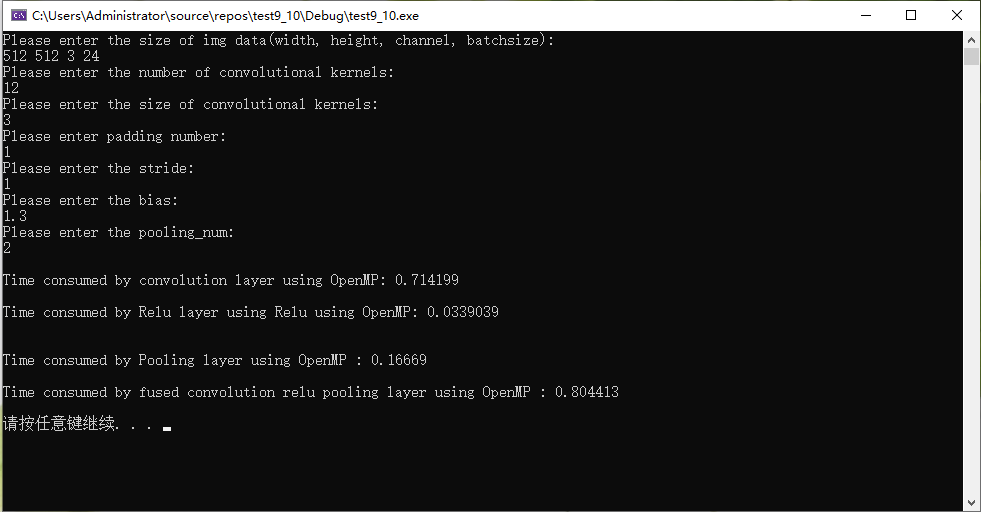 C:\Users\Administrator\source\repos\test9_10\Debug\test9_10.exe
Please enter the size of img data(width, height, channel, batchsize):
512 512 3 24
Please enter the number of convolutional kernels:
12
Please enter the size of convolutional kernels:
3
Please enter padding number:
1
Please enter the stride:
1
Please enter the bias:
1.3
Please enter the pooling_num:
2
Time consumed by convolution layer using OpenMP: 0.714199
Time consumed by Relu layer using Relu using OpenMP: 0.0339039
Time consumed by Pooling layer using OpenMP : 0.16669
Time consumed by fused convolution relu pooling layer using OpenMP : 0.804413
请按任意键继续. . .